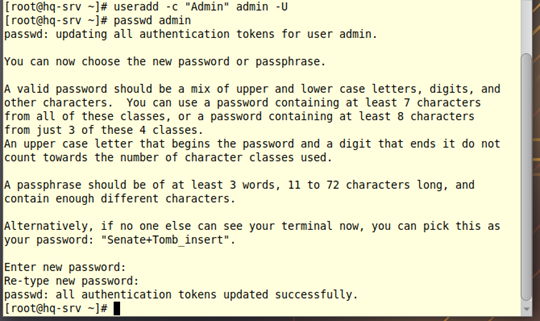 [root@hq-srv ~]# useradd -c "Admin" admin -U
[root@hq-srv ~]# passwd admin
passwd: updating all authentication tokens for user admin.
You can now choose the new password or passphrase.
A valid password should be a mix of upper and lower case letters, digits, and
other characters.  You can use a password containing at least 7 characters
from all of these classes, or a password containing at least 8 characters
from just 3 of these 4 classes.
An upper case letter that begins the password and a digit that ends it do not
count towards the number of character classes used.
A passphrase should be of at least 3 words, 11 to 72 characters long, and
contain enough different characters.
Alternatively, if no one else can see your terminal now, you can pick this as
your password: "Senate+Tomb_insert".
Enter new password:
Re-type new password:
passwd: all authentication tokens updated successfully.
[root@hq-srv ~]#